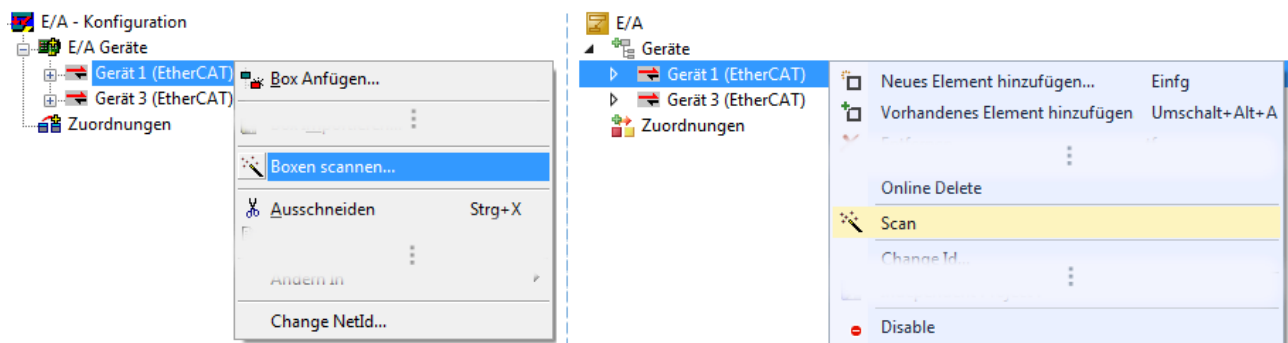 E/A - Konfiguration
E/A Geräte
Gerät 1 (EtherCAT)
Gerät 3 (EtherCAT)
Zuordnungen
Box Anfügen...
Boxen scannen...
Ausschneiden Strg+X
Ändern In
Change NetId...
E/A
Geräte
Gerät 1 (EtherCAT)
Gerät 3 (EtherCAT)
Zuordnungen
Neues Element hinzufügen... Einfg
Vorhandenes Element hinzufügen Umschalt+Alt+A
Online Delete
Scan
Change Id...
Disable